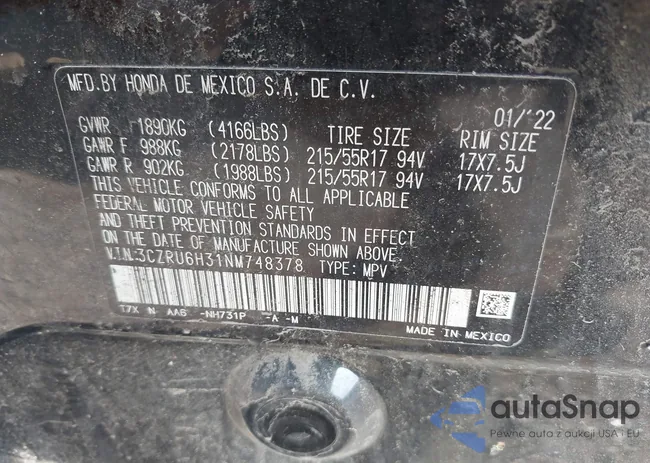 MFD.BY HONDA DE MEXICO S.A. DE C.V.
01/'22
GVWR 1890KG (4166LBS) TIRE SIZE RIM SIZE
GAWR F 988KG (2178LBS) 215/55R17 94V 17X7.5J
GAWR R 902KG (1988LBS) 215/55R17 94V 17X7.5J
THIS VEHICLE CONFORMS TO ALL APPLICABLE
FEDERAL MOTOR VEHICLE SAFETY
AND THEFT PREVENTION STANDARDS IN EFFECT
ON THE DATE OF MANUFACTURE SHOWN ABOVE.
V.I.N.:3CZRU6H31NM748378 TYPE: MPV
T7X N AA6 -NH731P -A -M
MADE IN MEXICO
autaSnap
Pewne auta z aukcji USA i EU